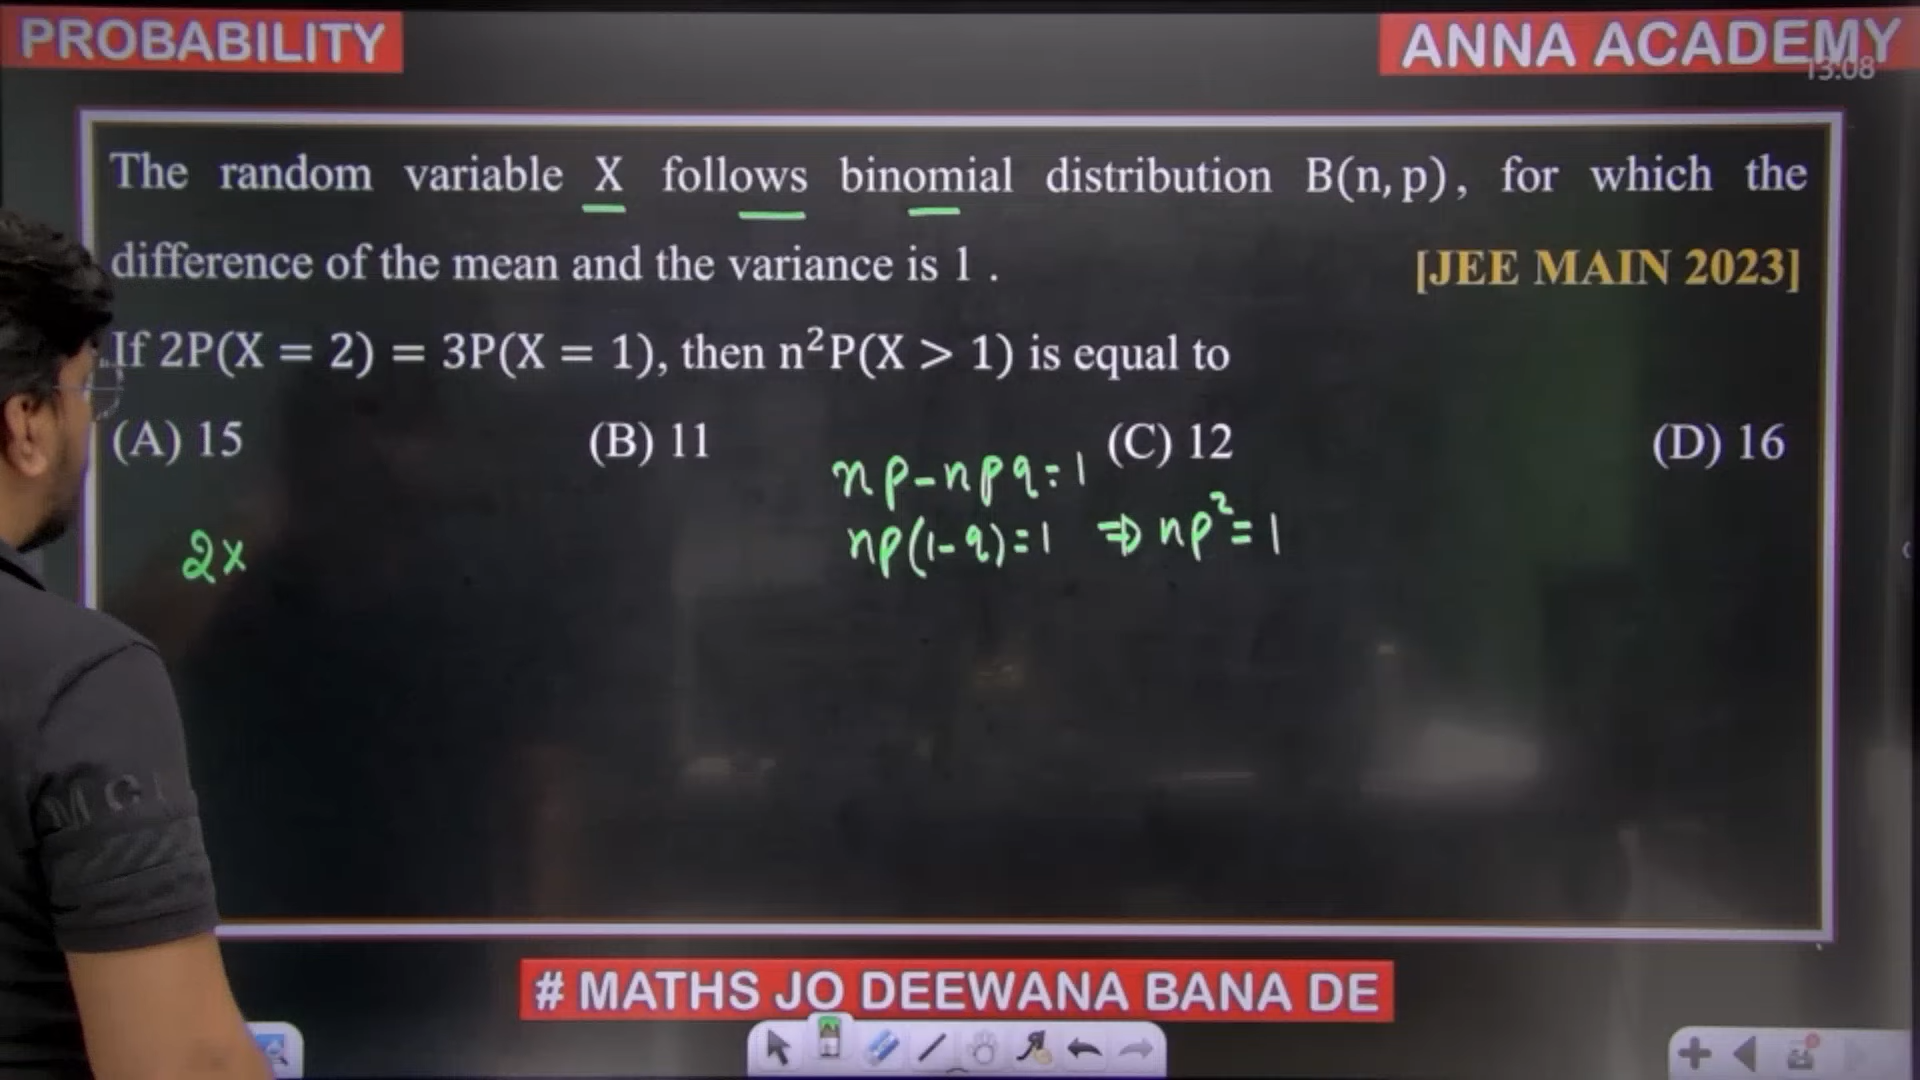 PROBABILITY
ANNA ACADEMY
13:08
The random variable X follows binomial distribution B(n, p), for which the
difference of the mean and the variance is 1 .
[JEE MAIN 2023]
If 2P(X = 2) = 3P(X = 1), then n²P(X > 1) is equal to
(A) 15 (B) 11 (C) 12 (D) 16
np-npq=1
np(1-q)=1 ⇒ np²=1
2x
# MATHS JO DEEWANA BANA DE